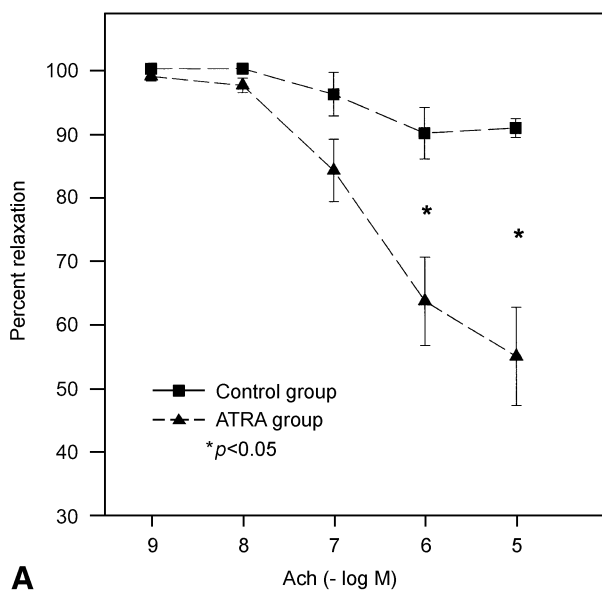 100
90
80
70
60
50
40
30
Percent relaxation
*
*
Control group
ATRA group
*p<0.05
9 8 7 6 5
Ach (- log M)
A